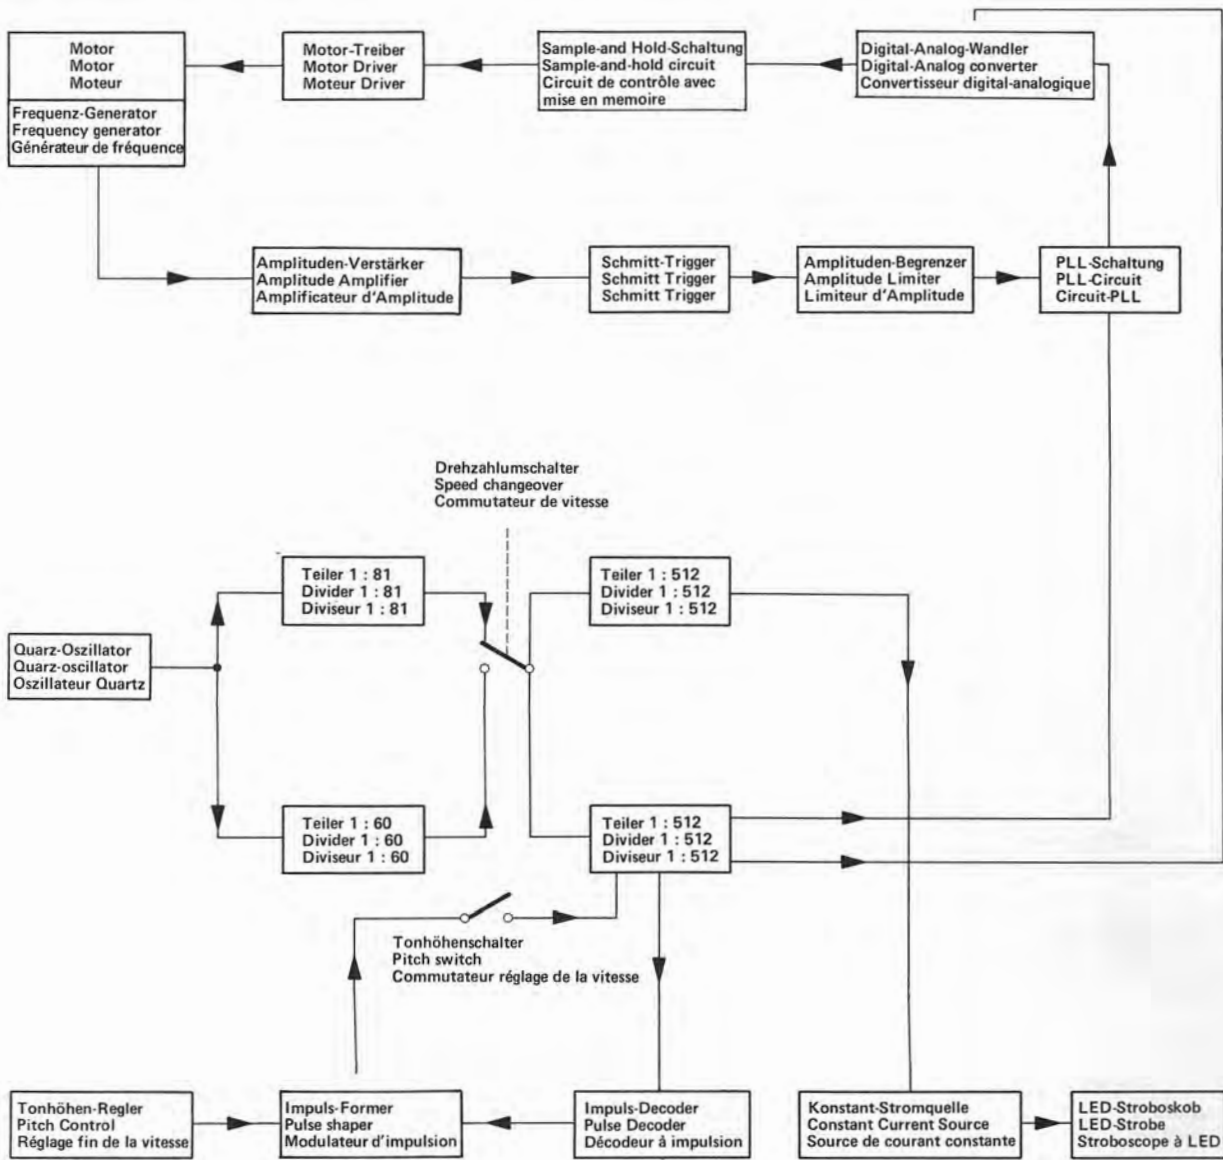 Motor
Motor
Moteur
Frequenz-Generator
Frequency generator
Générateur de fréquence
Motor-Treiber
Motor Driver
Moteur Driver
Sample-and Hold-Schaltung
Sample-and-hold circuit
Circuit de contrôle avec
mise en memoire
Digital-Analog-Wandler
Digital-Analog converter
Convertisseur digital-analogique
Amplituden-Verstärker
Amplitude Amplifier
Amplificateur d'Amplitude
Schmitt-Trigger
Schmitt Trigger
Schmitt Trigger
Amplituden-Begrenzer
Amplitude Limiter
Limiteur d'Amplitude
PLL-Schaltung
PLL-Circuit
Circuit-PLL
Drehzahlumschalter
Speed changeover
Commutateur de vitesse
Teiler 1 : 81
Divider 1 : 81
Diviseur 1 : 81
Teiler 1 : 512
Divider 1 : 512
Diviseur 1 : 512
Quarz-Oszillator
Quarz-oscillator
Oszillateur Quartz
Teiler 1 : 60
Divider 1 : 60
Diviseur 1 : 60
Teiler 1 : 512
Divider 1 : 512
Diviseur 1 : 512
Tonhöhenschalter
Pitch switch
Commutateur réglage de la vitesse
Tonhöhen-Regler
Pitch Control
Réglage fin de la vitesse
Impuls-Former
Pulse shaper
Modulateur d'impulsion
Impuls-Decoder
Pulse Decoder
Décodeur à impulsion
Konstant-Stromquelle
Constant Current Source
Source de courant constante
LED-Stroboskob
LED-Strobe
Stroboscope à LED